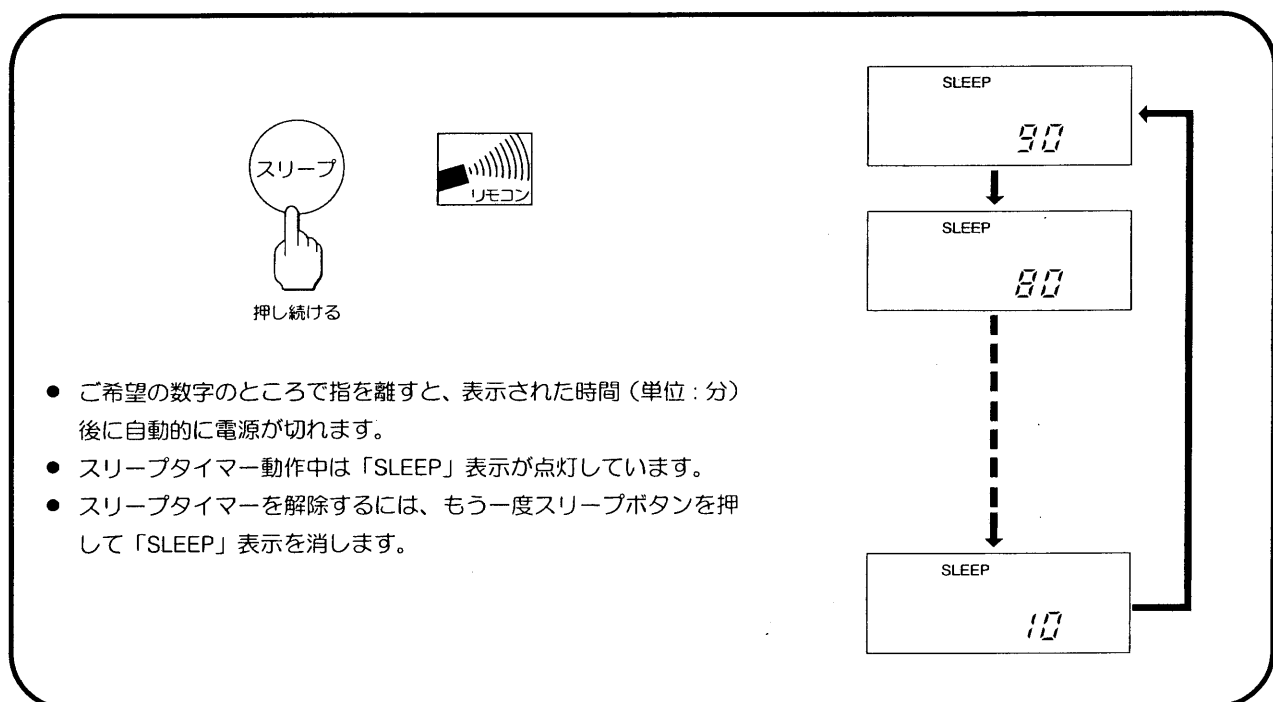 スリープ
リモコン
押し続ける
● ご希望の数字のところで指を離すと、表示された時間（単位：分）
後に自動的に電源が切れます。
● スリープタイマー動作中は「SLEEP」表示が点灯しています。
● スリープタイマーを解除するには、もう一度スリープボタンを押
して「SLEEP」表示を消します。
SLEEP
90
SLEEP
80
SLEEP
10